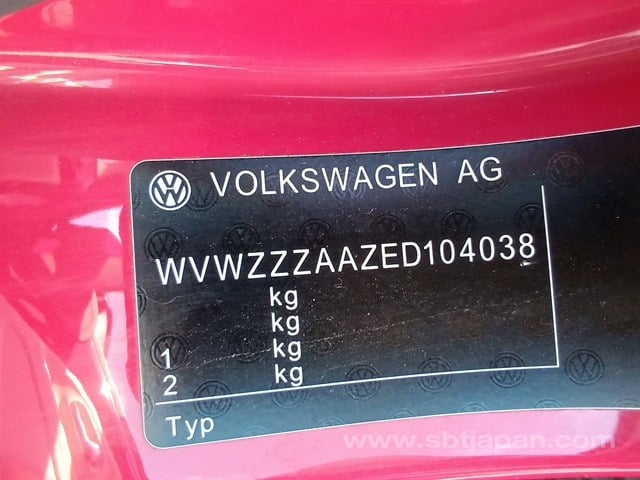 VOLKSWAGEN AG
WVWZZZAAZED104038
kg
kg
1 kg
2 kg
Typ
www.sbtjapan.com